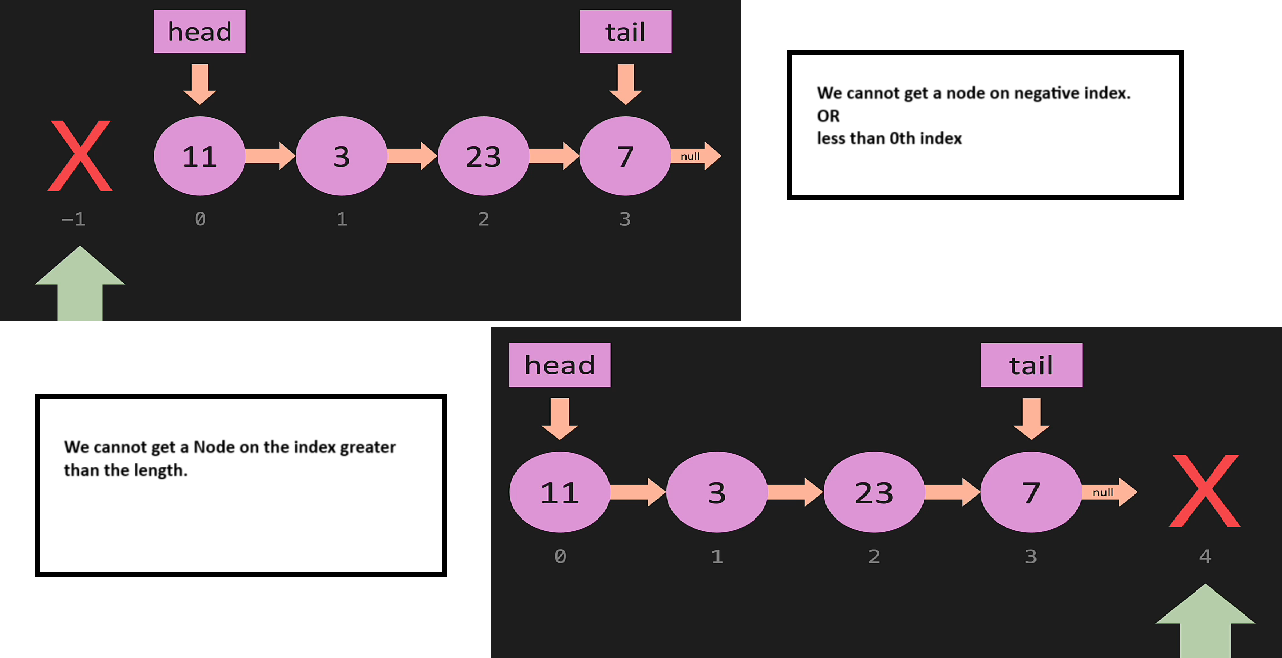 head tail
We cannot get a node on negative index.
OR
less than 0th index
X 11 3 23 7 null
−1 0 1 2 3
head tail
We cannot get a Node on the index greater
than the length.
11 3 23 7 null X
0 1 2 3 4